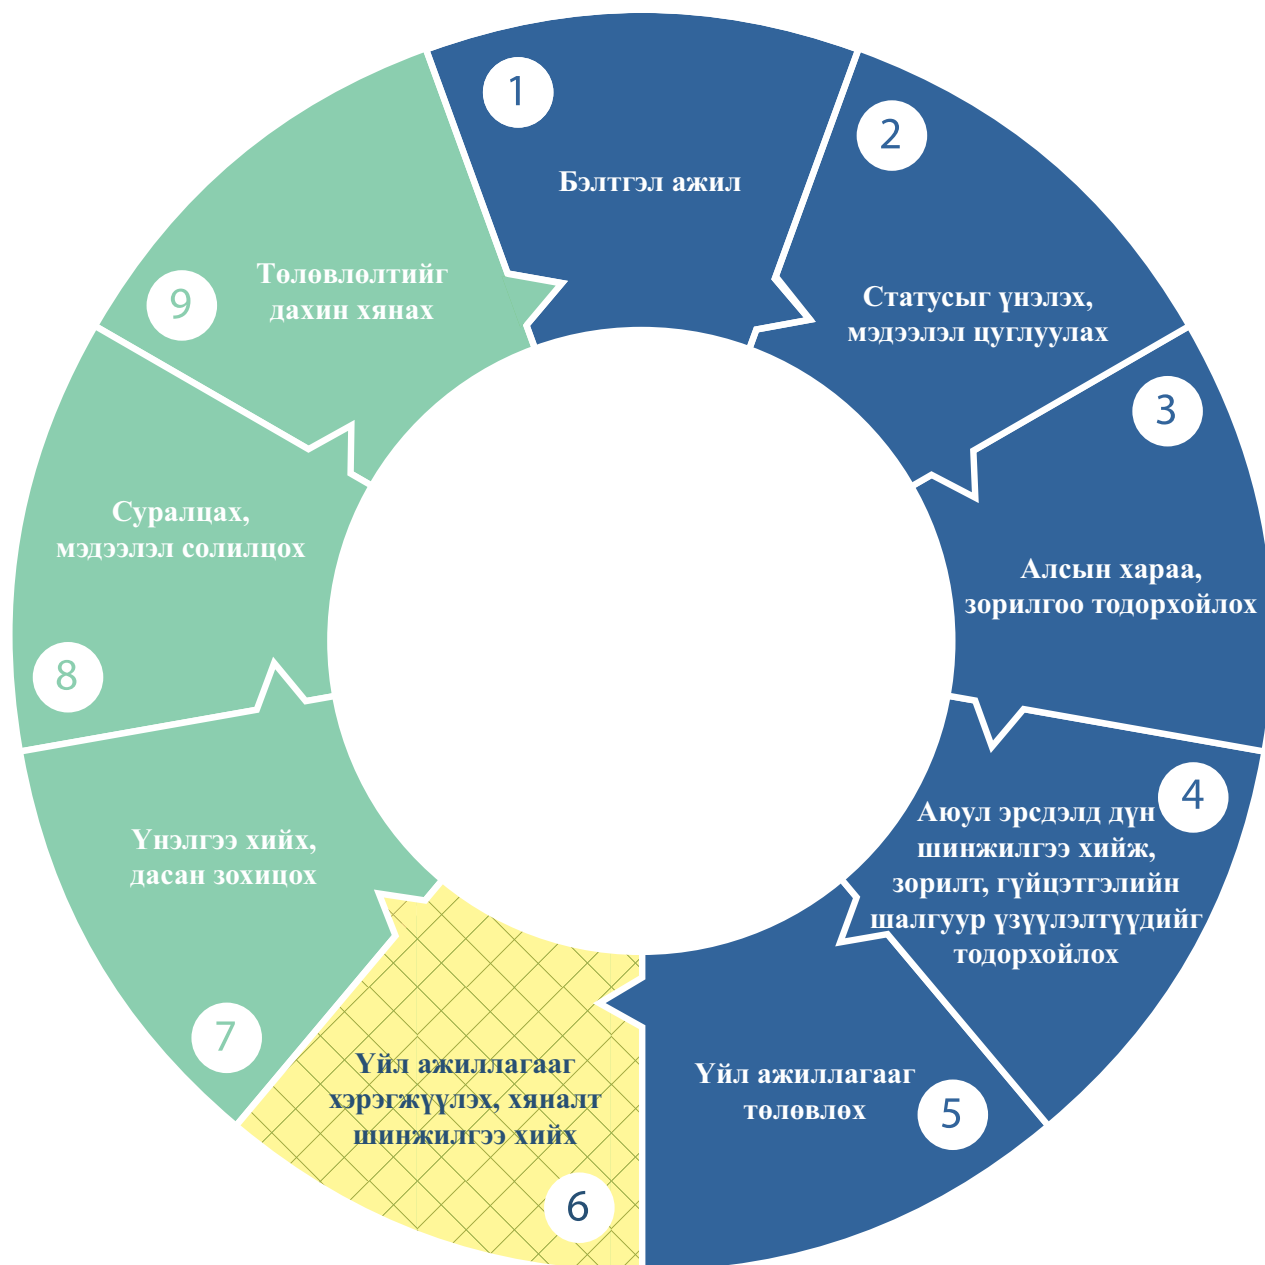 1
Бэлтгэл ажил
2
Статусыг үнэлэх,
мэдээлэл цуглуулах
3
Алсын хараа,
зорилгоо тодорхойлох
4
Аюул эрсдэлд дүн
шинжилгээ хийж,
зорилт, гүйцэтгэлийн
шалгуур үзүүлэлтүүдийг
тодорхойлох
5
Үйл ажиллагааг
төлөвлөх
6
Үйл ажиллагааг
хэрэгжүүлэх, хяналт
шинжилгээ хийх
7
Үнэлгээ хийх,
дасан зохицох
8
Суралцах,
мэдээлэл солилцох
9
Төлөвлөлтийг
дахин хянах